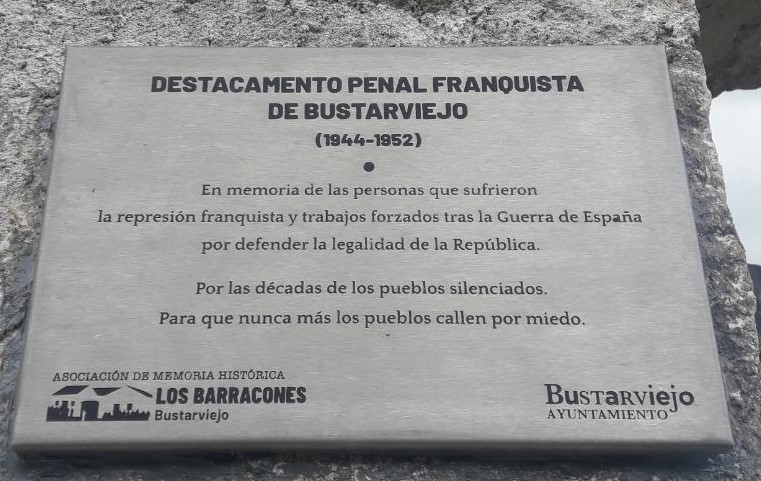 DESTACAMENTO PENAL FRANQUISTA
DE BUSTARVIEJO
(1944-1952)
En memoria de las personas que sufrieron
la represión franquista y trabajos forzados tras la Guerra de España
por defender la legalidad de la República.
Por las décadas de los pueblos silenciados.
Para que nunca más los pueblos callen por miedo.
ASOCIACIÓN DE MEMORIA HISTÓRICA
LOS BARRACONES
Bustarviejo
BUSTARVIEJO
AYUNTAMIENTO